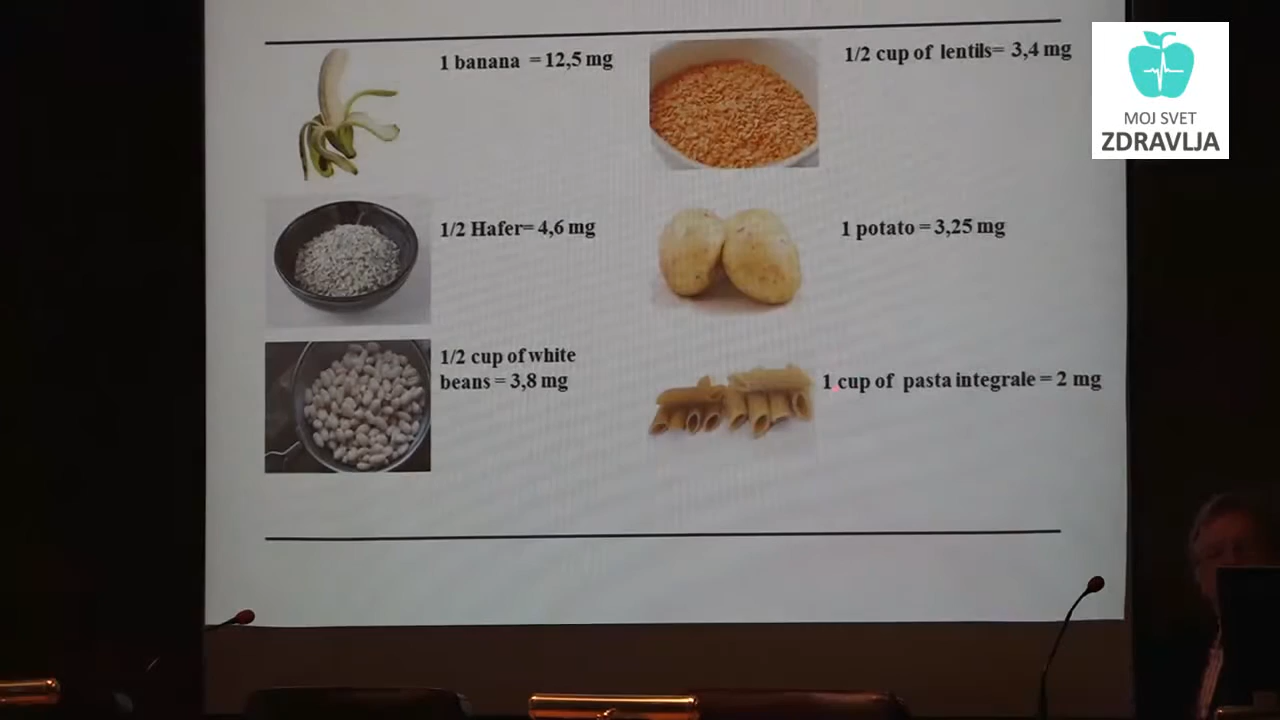 1 banana = 12,5 mg
1/2 cup of lentils= 3,4 mg
1/2 Hafer= 4,6 mg
1 potato = 3,25 mg
1/2 cup of white
beans = 3,8 mg
1 cup of pasta integrale = 2 mg
MOJ SVET
ZDRAVLJA